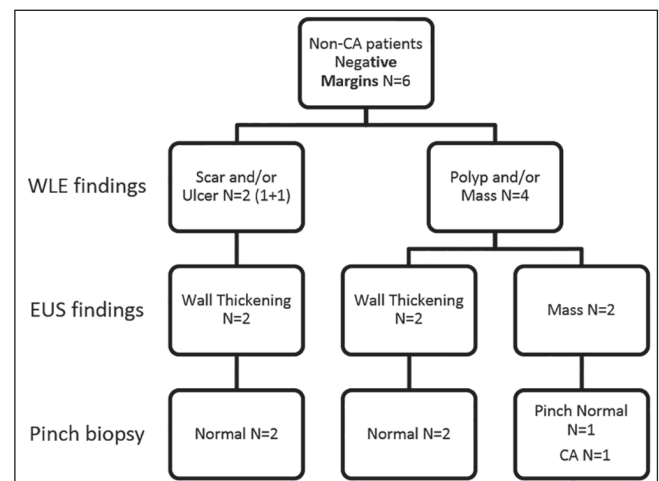 Non-CA patients
Negative
Margins N=6
WLE findings
Scar and/or
Ulcer N=2 (1+1)
Polyp and/or
Mass N=4
EUS findings
Wall Thickening
N=2
Wall Thickening
N=2
Mass N=2
Pinch biopsy
Normal N=2
Normal N=2
Pinch Normal
N=1
CA N=1